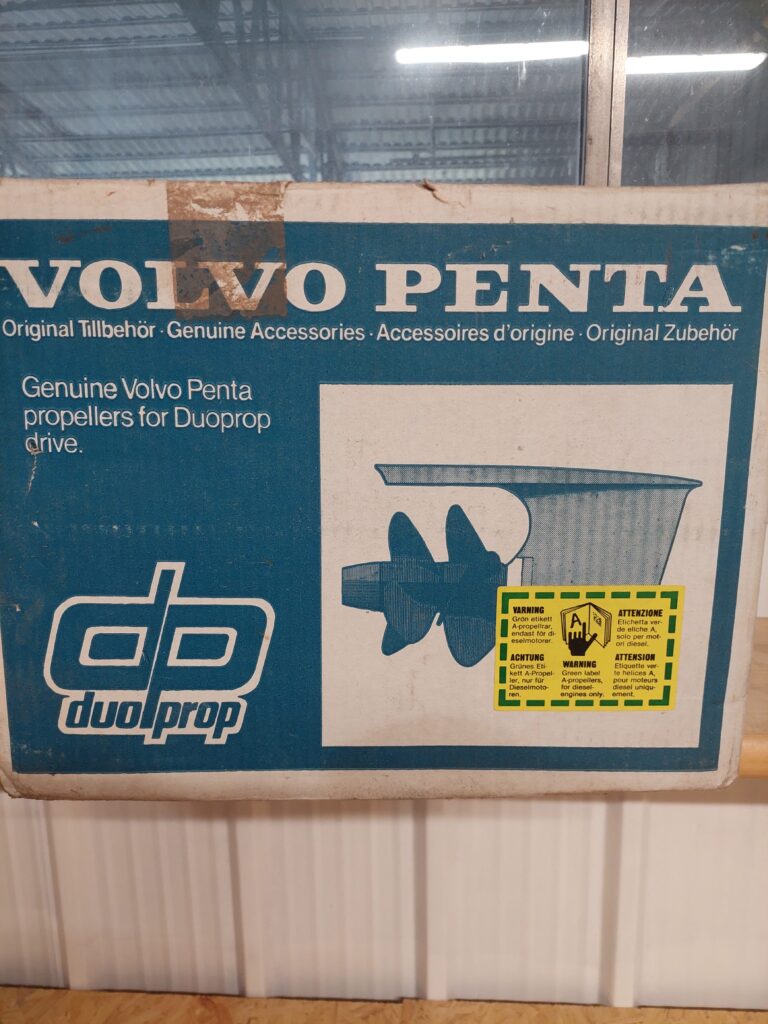 VOLVO PENTA
Original Tillbehör · Genuine Accessories · Accessoires d'origine · Original Zubehör
Genuine Volvo Penta
propellers for Duoprop
drive.
dp
duoprop
VARNING
Grön etikett
A-propellrar,
endast för di-
eselmotorer.
A
ATTENZIONE
Etichetta ver-
de eliche A,
solo per mot-
ori diesel.
ACHTUNG
Grünes Eti-
kett A-Propel-
ler, nur für
Dieselmoto-
ren.
WARNING
Green label
A-propellers,
for diesel-
engines only.
ATTENTION
Etiquette ver-
te helices A,
pour moteurs
diesel unique-
ment.